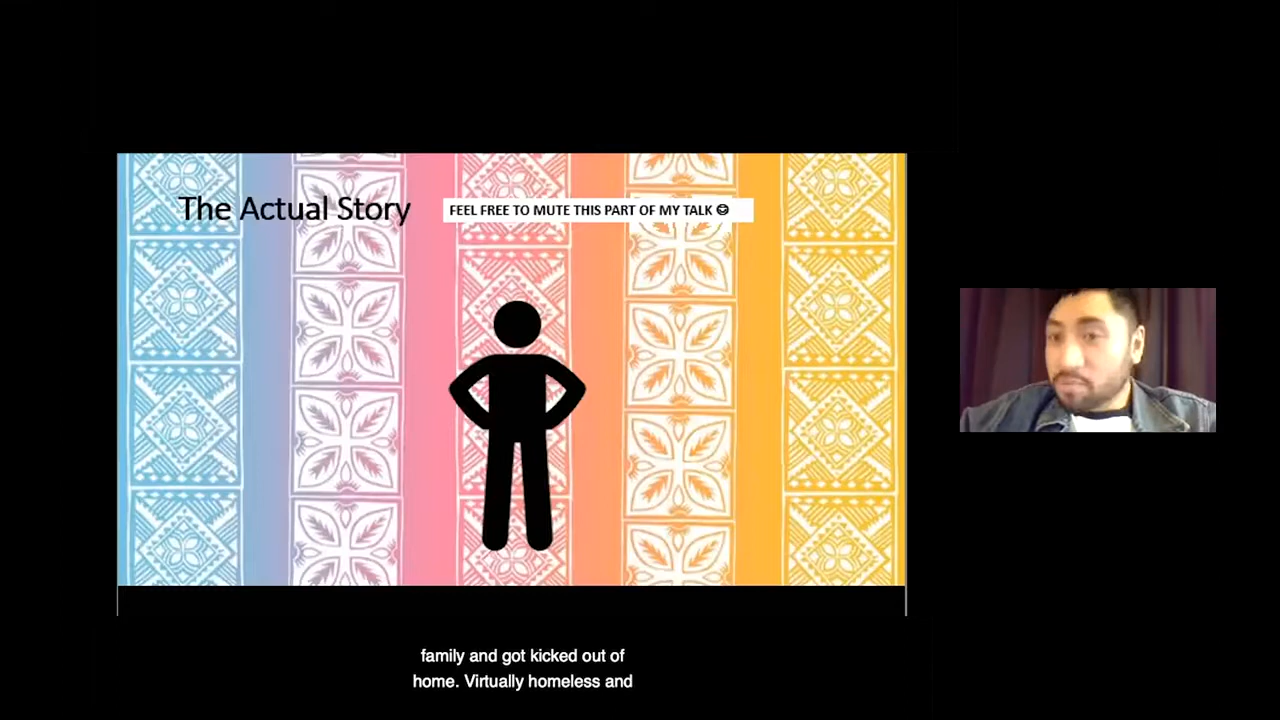 The Actual Story
FEEL FREE TO MUTE THIS PART OF MY TALK 😊
family and got kicked out of
home. Virtually homeless and